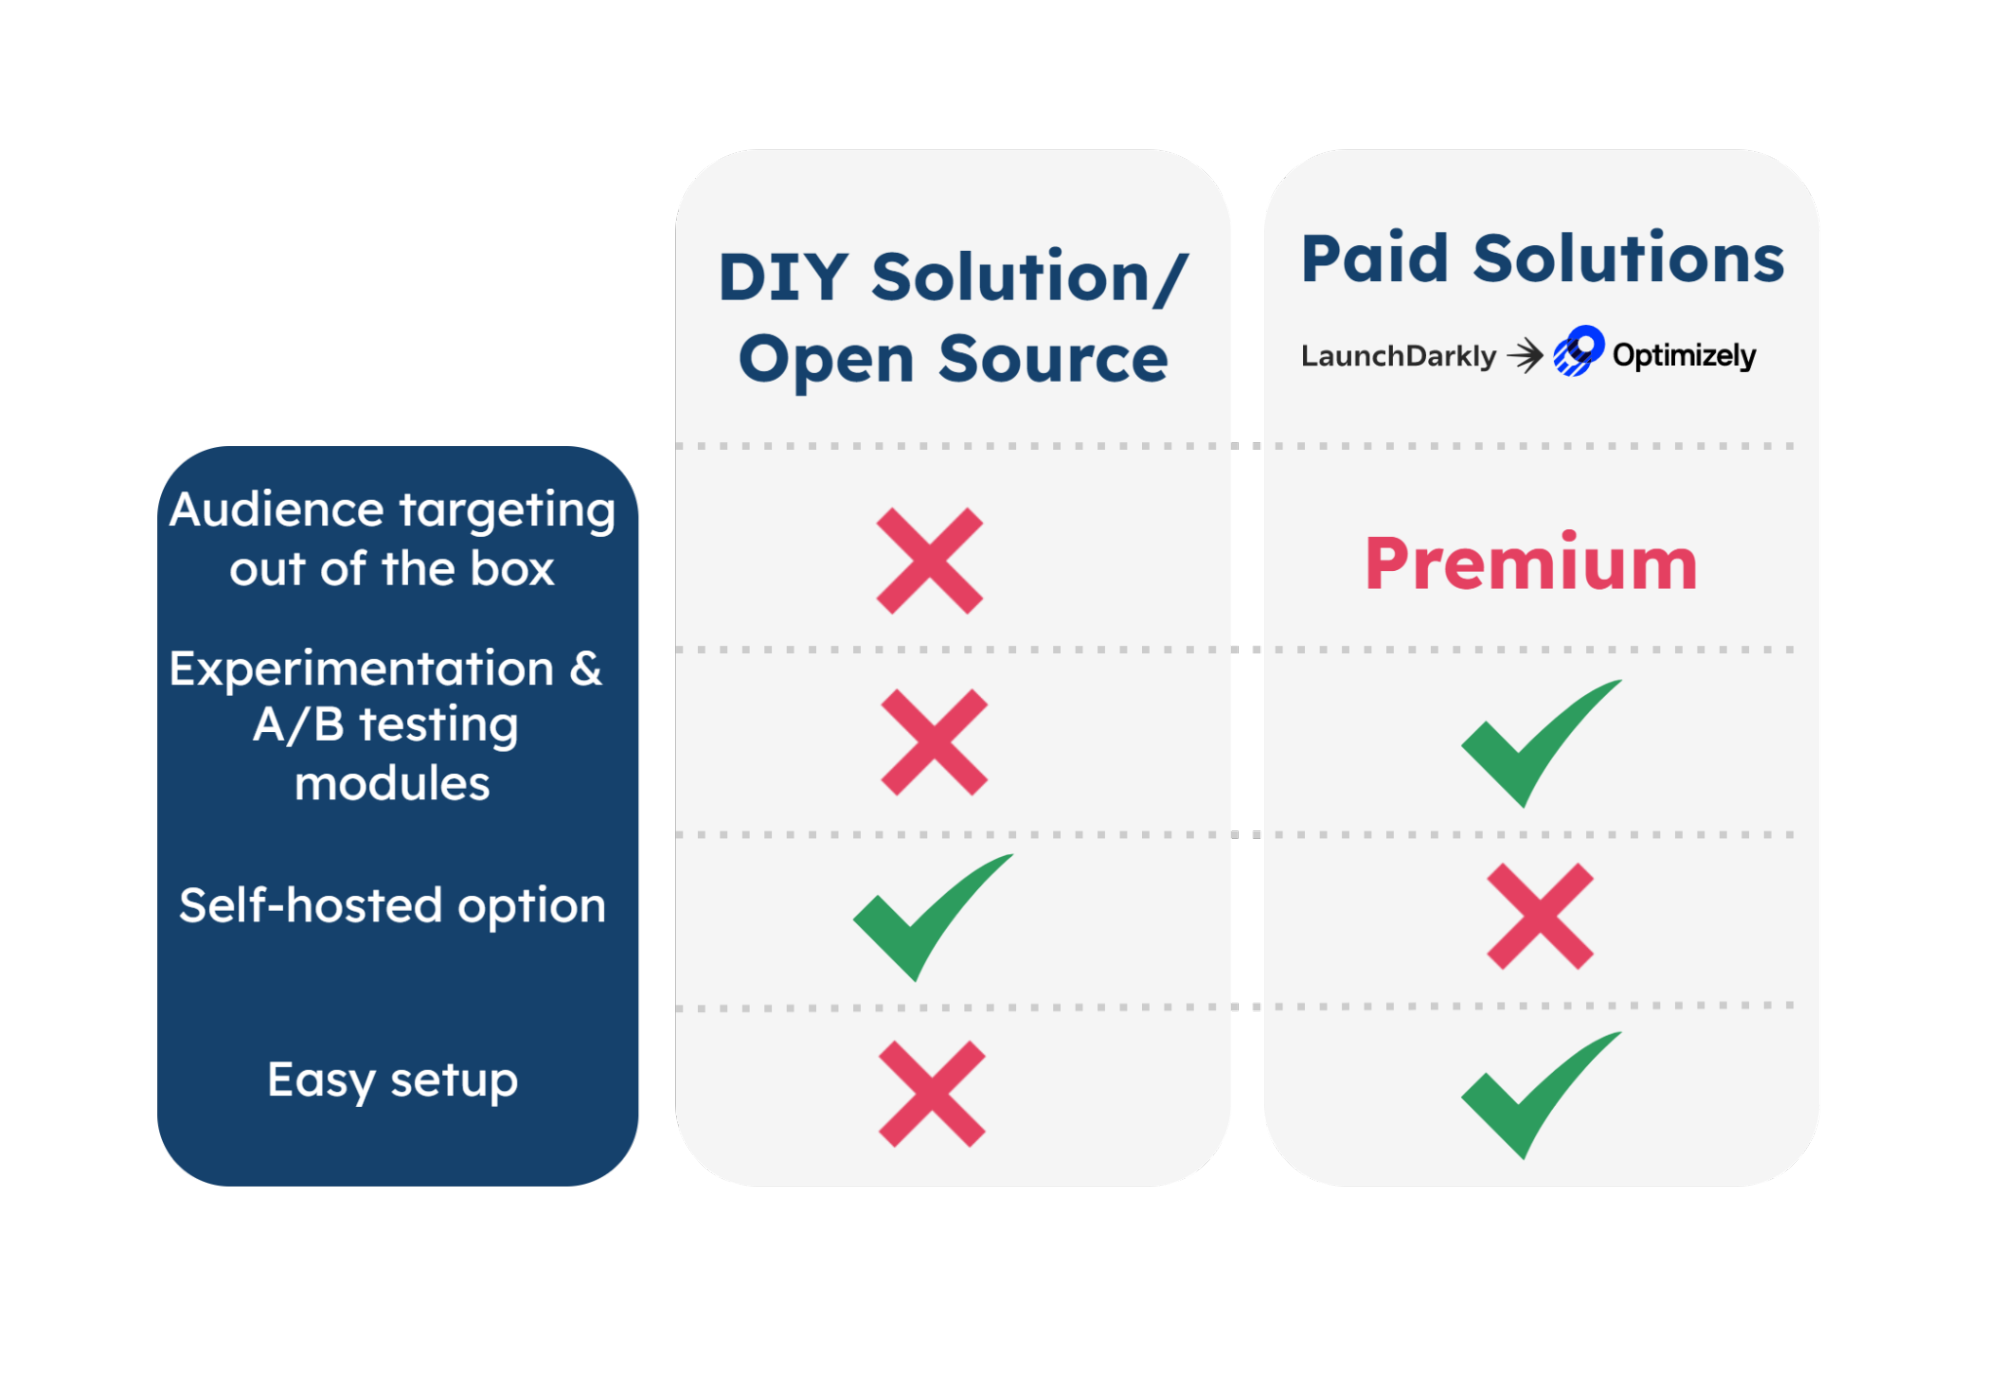 DIY Solution/
Open Source
Paid Solutions
LaunchDarkly Optimizely
Audience targeting
out of the box
Premium
Experimentation &
A/B testing
modules
Self-hosted option
Easy setup